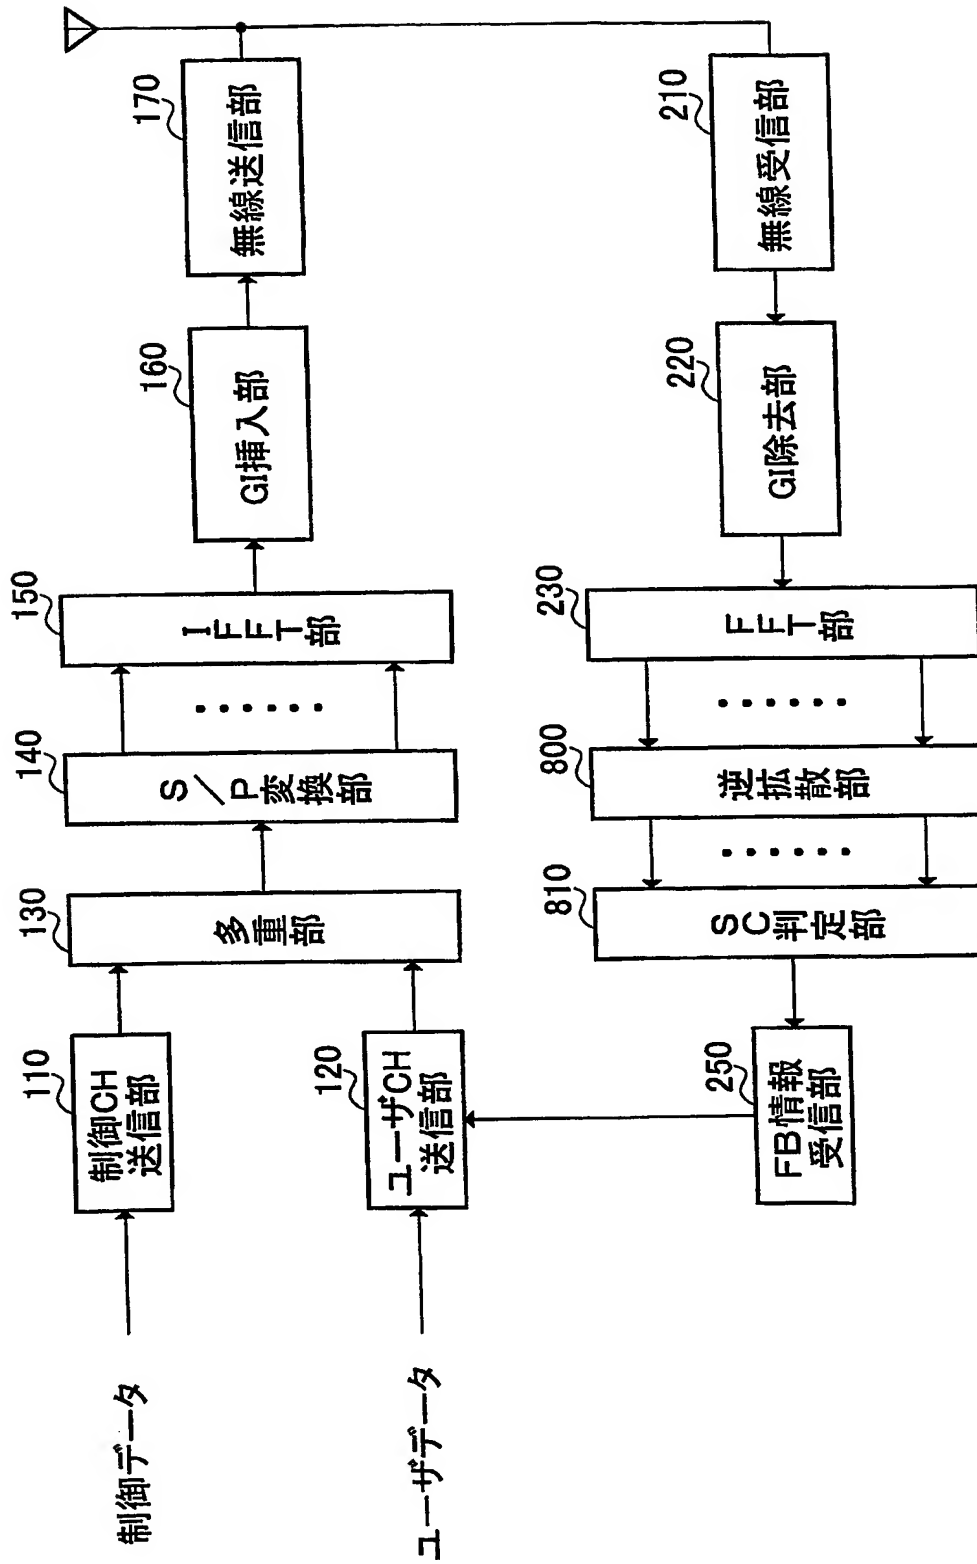 制御データ
110
制御CH
送信部
ユーザデータ
120
ユーザCH
送信部
130
多重部
140
S/P変換部
150
IFFT部
160
GI挿入部
170
無線送信部
210
無線受信部
220
GI除去部
230
FFT部
800
逆拡散部
810
SC判定部
250
FB情報
受信部